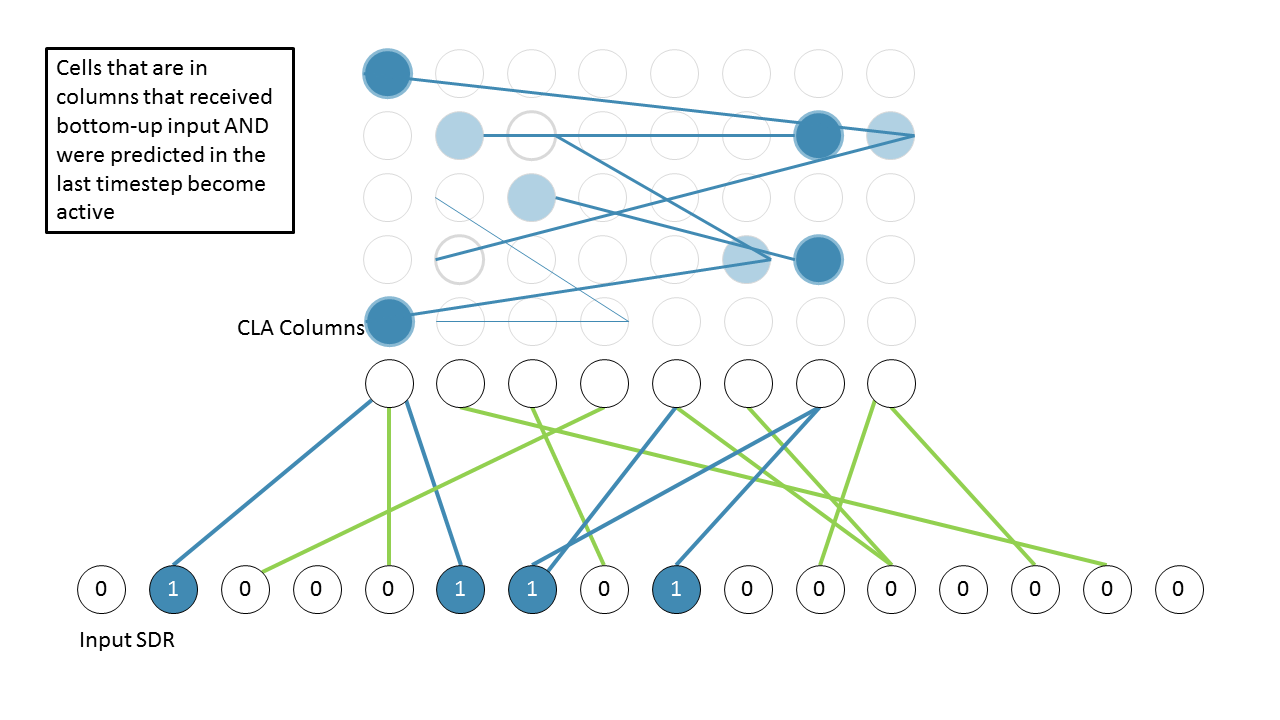 Cells that are in
columns that received
bottom-up input AND
were predicted in the
last timestep become
active
CLA Columns
0 1 0 0 0 1 1 0 1 0 0 0 0 0 0 0
Input SDR